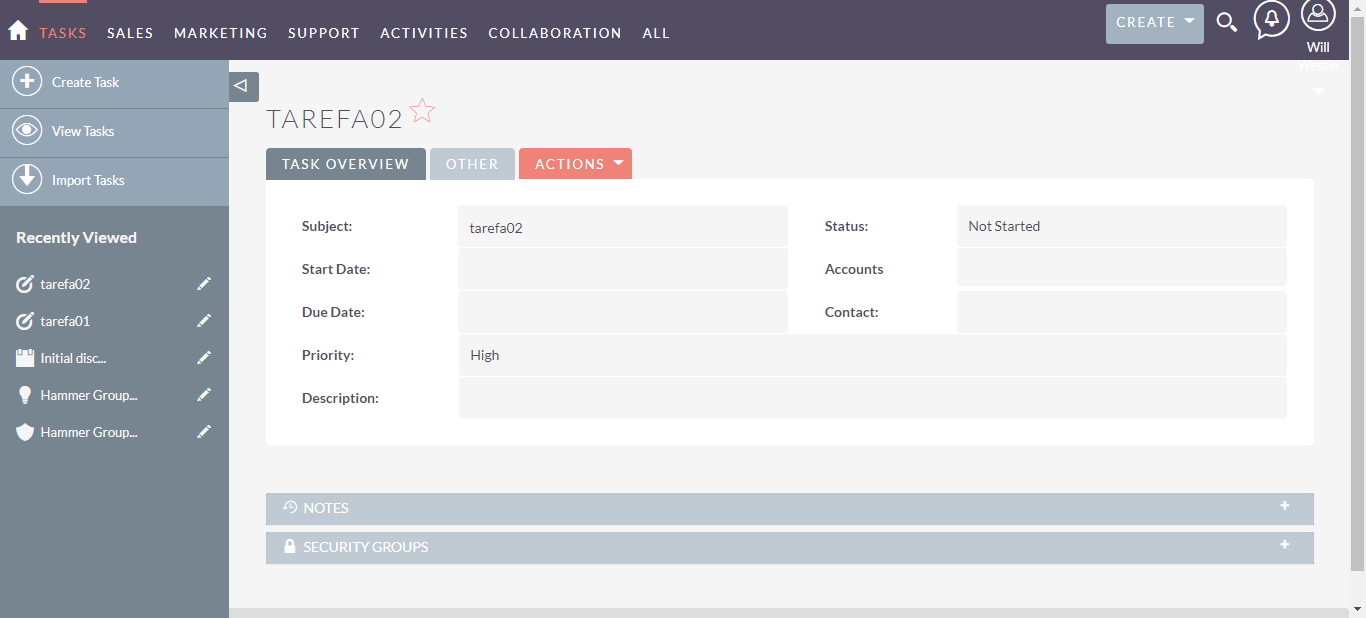 TASKS SALES MARKETING SUPPORT ACTIVITIES COLLABORATION ALL CREATE Will
Westin
Create Task
View Tasks
Import Tasks
Recently Viewed
tarefa02
tarefa01
Initial disc...
Hammer Group...
Hammer Group...
TAREFA02
TASK OVERVIEW OTHER ACTIONS
Subject: tarefa02 Status: Not Started
Start Date: Accounts
Due Date: Contact:
Priority: High
Description:
NOTES
SECURITY GROUPS